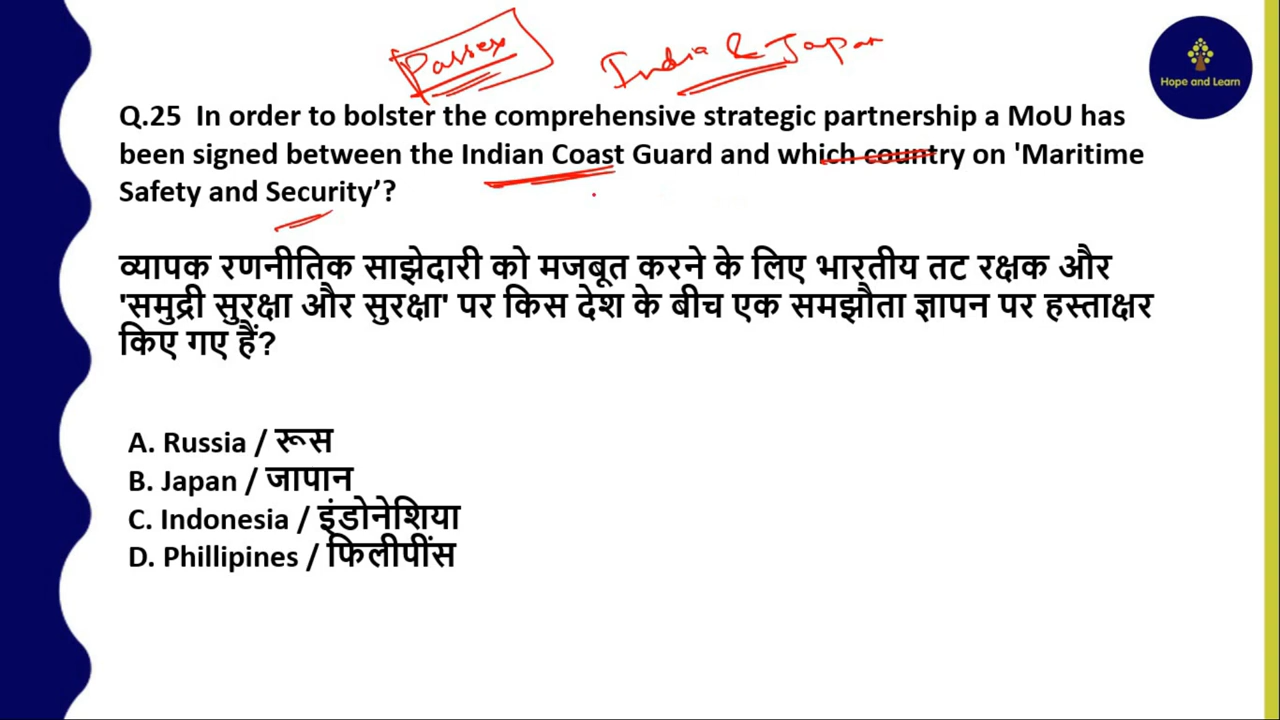 Passex India & Japan
Hope and Learn
Q.25 In order to bolster the comprehensive strategic partnership a MoU has
been signed between the Indian Coast Guard and which country on 'Maritime
Safety and Security’?
व्यापक रणनीतिक साझेदारी को मजबूत करने के लिए भारतीय तट रक्षक और
'समुद्री सुरक्षा और सुरक्षा' पर किस देश के बीच एक समझौता ज्ञापन पर हस्ताक्षर
किए गए हैं?
A. Russia / रूस
B. Japan / जापान
C. Indonesia / इंडोनेशिया
D. Phillipines / फिलीपींस